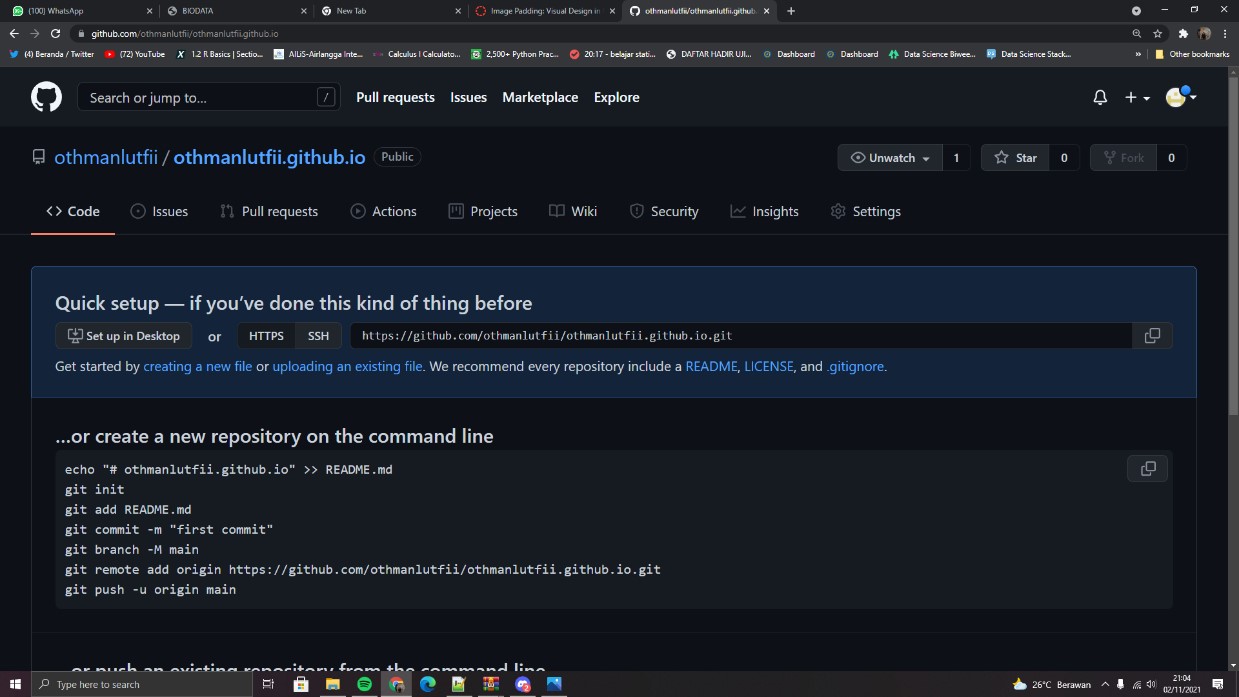 (100) WhatsApp
BIODATA
New Tab
Image Padding: Visual Design in
othmanlutfii/othmanlutfii.github.
github.com/othmanlutfii/othmanlutfii.github.io
(4) Beranda / Twitter
(72) YouTube
1.2 R Basics | Sectio...
AILiS-Airlangga Inte...
Calculus I Calculato...
2,500+ Python Prac...
20:17 - belajar stati...
DAFTAR HADIR UJI...
Dashboard
Dashboard
Data Science Biwee...
Data Science Stack...
»
Other bookmarks
Search or jump to... /
Pull requests Issues Marketplace Explore
othmanlutfii / othmanlutfii.github.io Public
Unwatch 1 Star 0 Fork 0
<> Code Issues Pull requests Actions Projects Wiki Security Insights Settings
Quick setup — if you’ve done this kind of thing before
Set up in Desktop or HTTPS SSH https://github.com/othmanlutfii/othmanlutfii.github.io.git
Get started by creating a new file or uploading an existing file. We recommend every repository include a README, LICENSE, and .gitignore.
…or create a new repository on the command line
echo "# othmanlutfii.github.io" >> README.md
git init
git add README.md
git commit -m "first commit"
git branch -M main
git remote add origin https://github.com/othmanlutfii/othmanlutfii.github.io.git
git push -u origin main
…or push an existing repository from the command line
Type here to search
26°C Berawan
21:04
02/11/2021